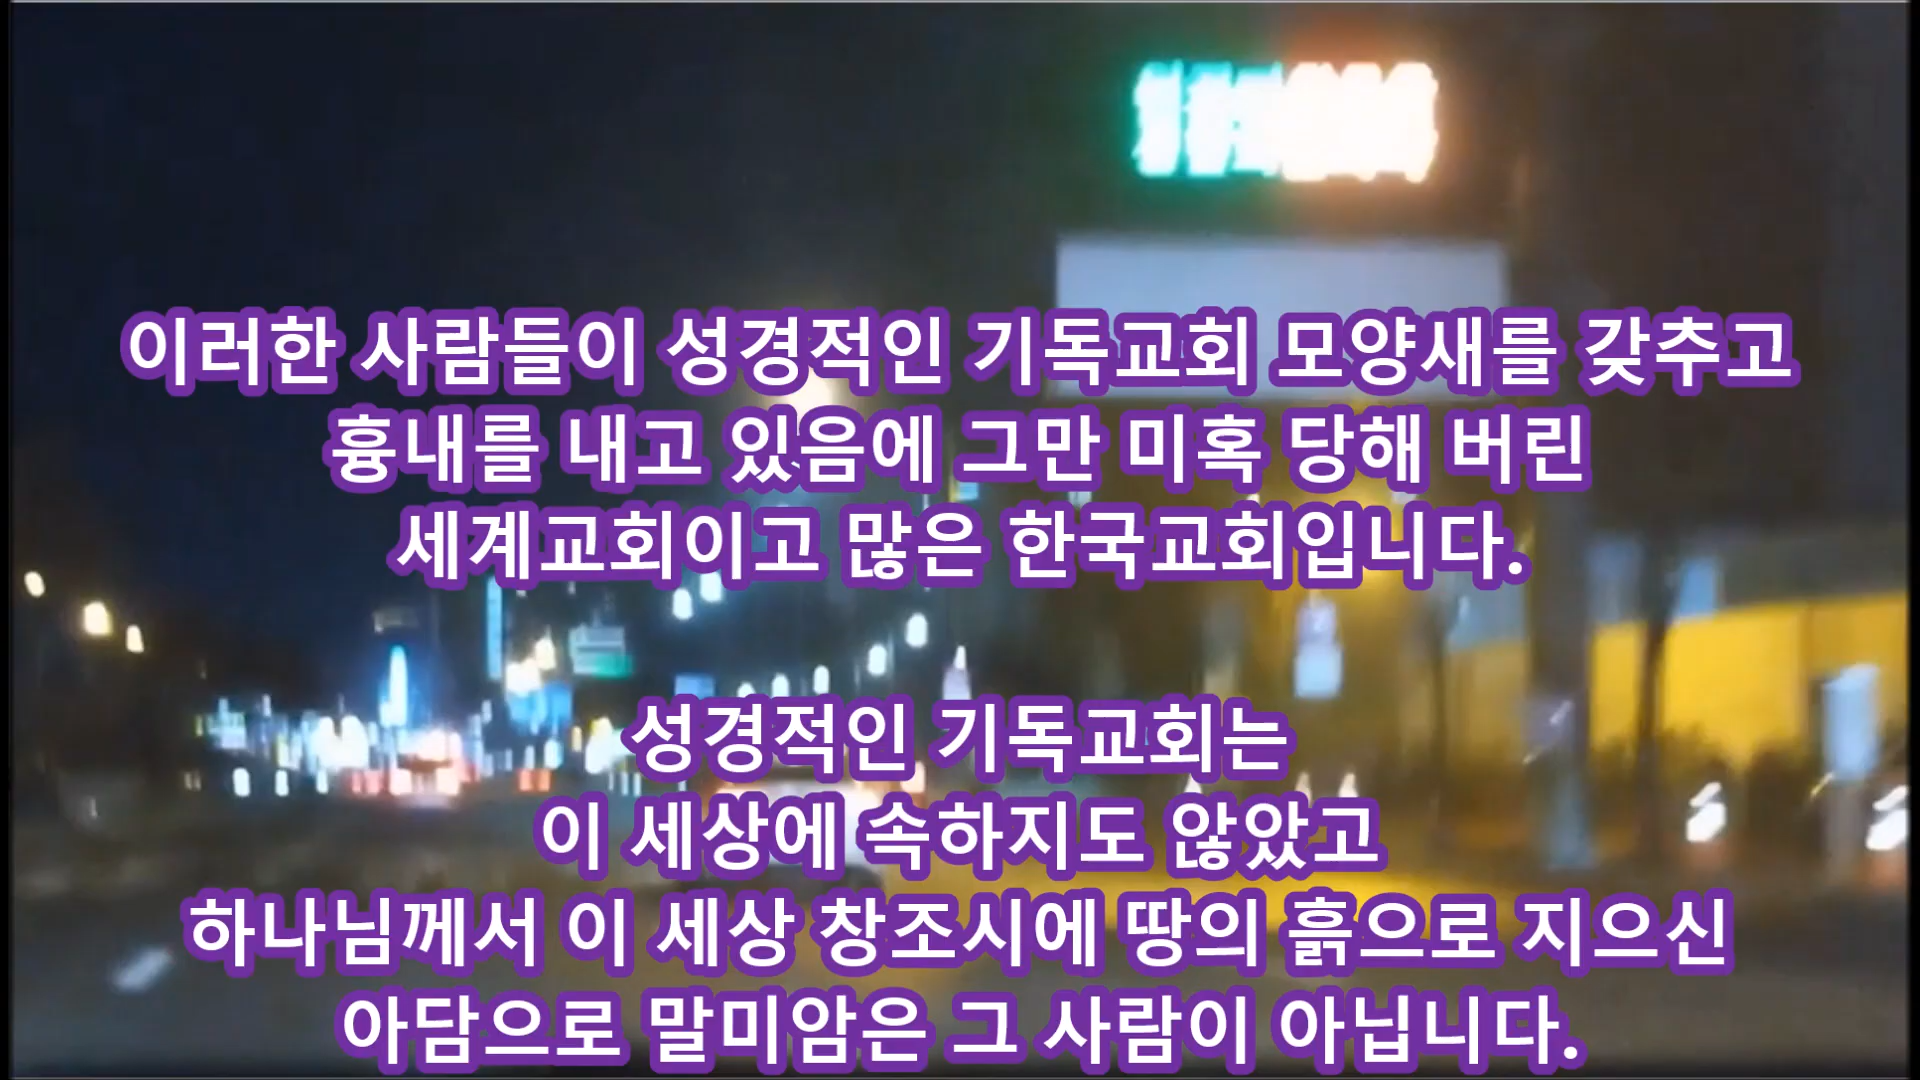 이러한 사람들이 성경적인 기독교회 모양새를 갖추고
흉내를 내고 있음에 그만 미혹 당해 버린
세계교회이고 많은 한국교회입니다.
성경적인 기독교회는
이 세상에 속하지도 않았고
하나님께서 이 세상 창조시에 땅의 흙으로 지으신
아담으로 말미암은 그 사람이 아닙니다.